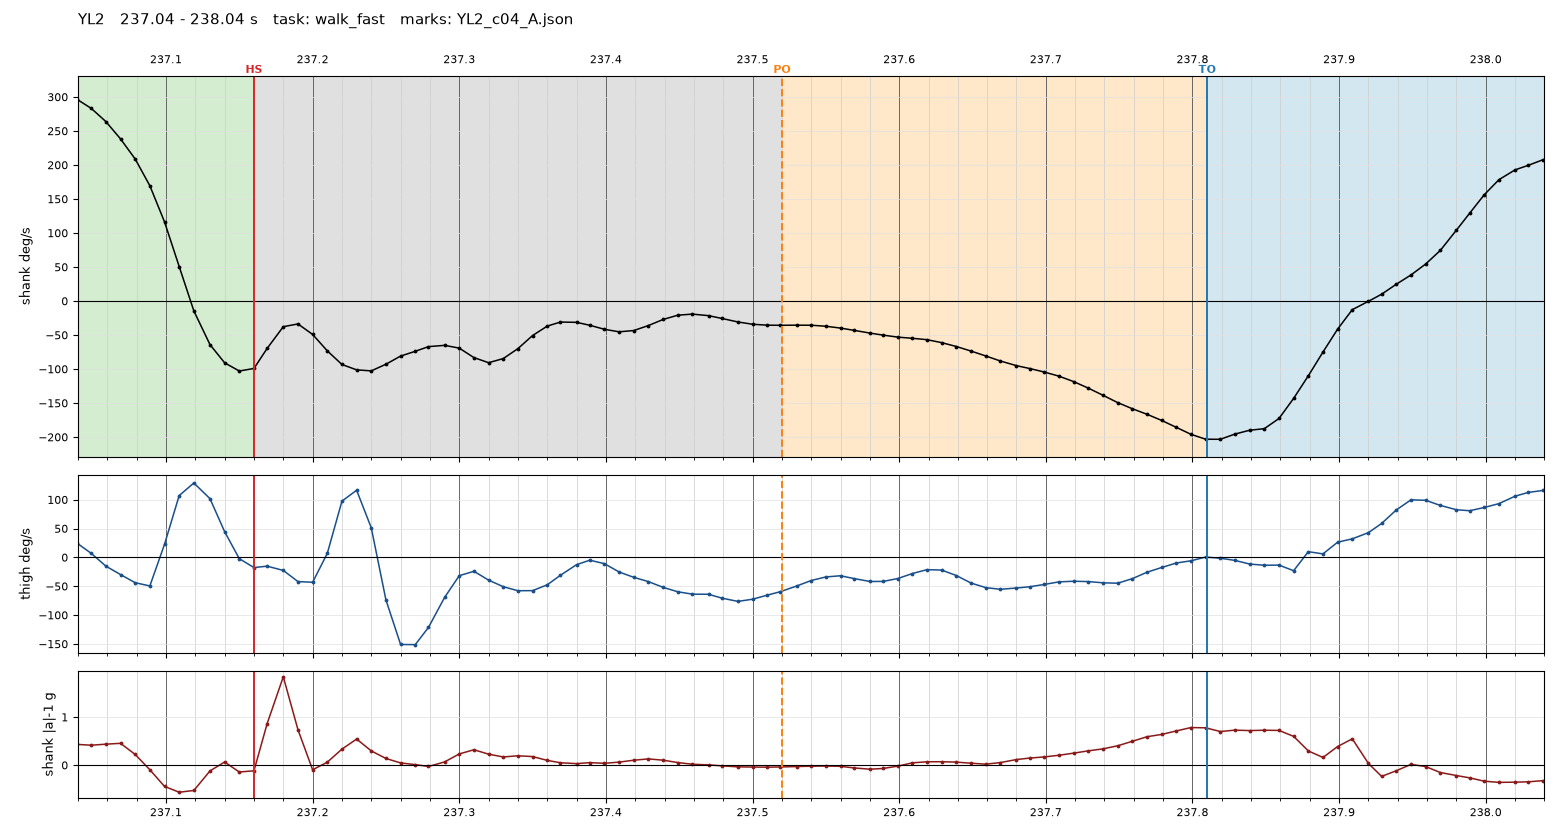 YL2   237.04 - 238.04 s   task: walk_fast   marks: YL2_c04_A.json
237.1 237.2 237.3 237.4 237.5 237.6 237.7 237.8 237.9 238.0
HS PO TO
shank deg/s
300
250
200
150
100
50
0
−50
−100
−150
−200
thigh deg/s
100
50
0
−50
−100
−150
shank |a|-1 g
1
0
237.1 237.2 237.3 237.4 237.5 237.6 237.7 237.8 237.9 238.0